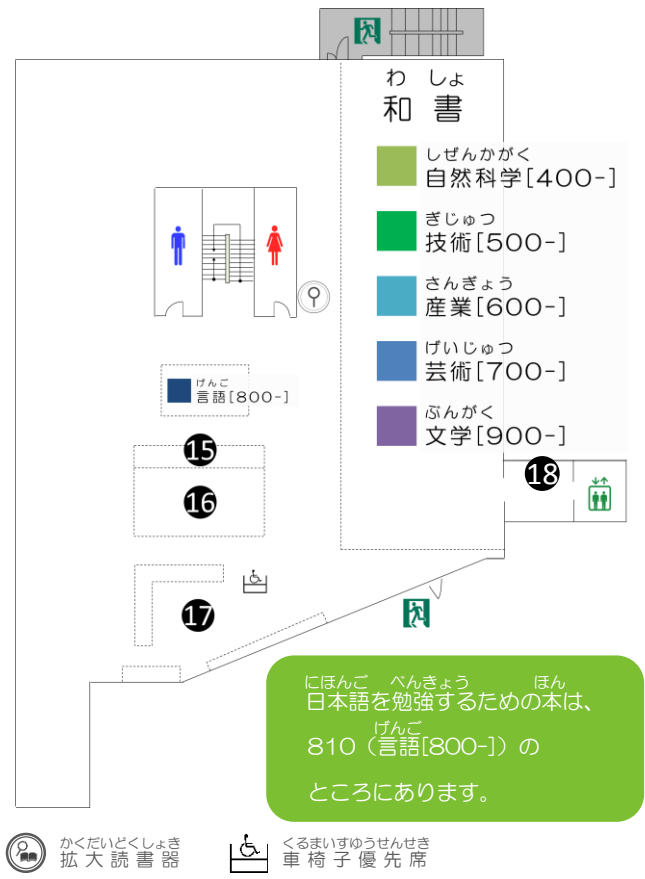 わ しょ
和 書
しぜんかがく
自然科学[400-]
ぎじゅつ
技術[500-]
さんぎょう
産業[600-]
げいじゅつ
芸術[700-]
ぶんがく
文学[900-]
げんご
言語[800-]
15
16
18
17
にほんご べんきょう ほん
日本語を勉強するための本は、
げんご
810（言語[800-]）の
ところにあります。
かくだいどくしょき
拡大読書器
くるまいすゆうせんせき
車椅子優先席